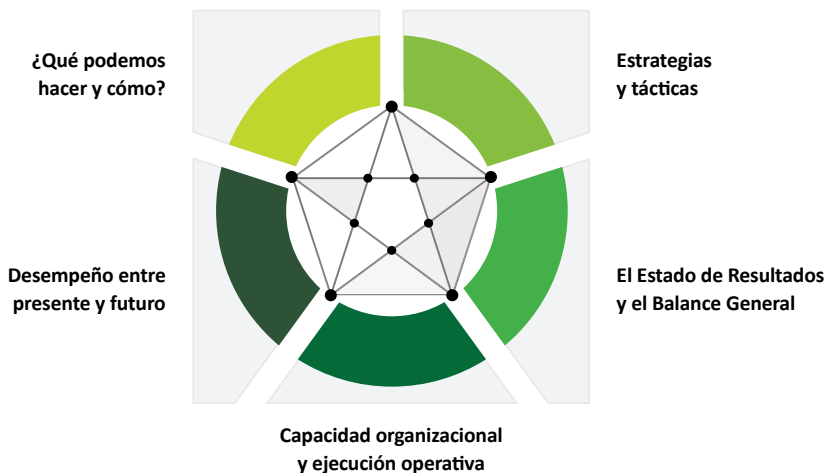 ¿Qué podemos
hacer y cómo?
Estrategias
y tácticas
Desempeño entre
presente y futuro
El Estado de Resultados
y el Balance General
Capacidad organizacional
y ejecución operativa